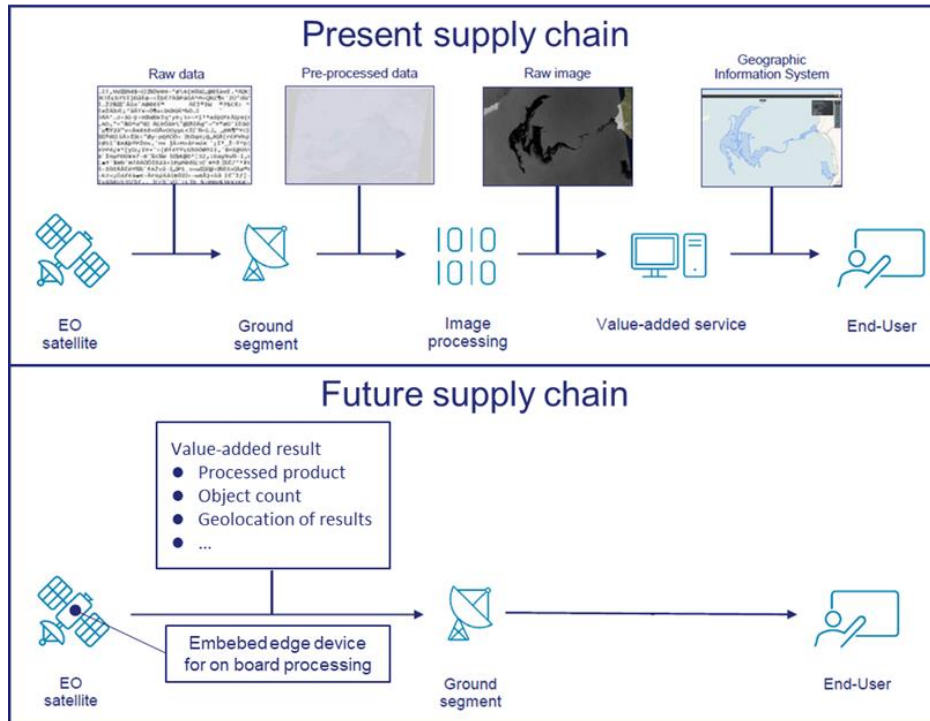 Present supply chain
Raw data
Pre-processed data
Raw image
Geographic
Information System
IOIO
IOIO
EO
satellite
Ground
segment
Image
processing
Value-added service
End-User
Future supply chain
Value-added result
● Processed product
● Object count
● Geolocation of results
● ...
Embebed edge device
for on board processing
EO
satellite
Ground
segment
End-User